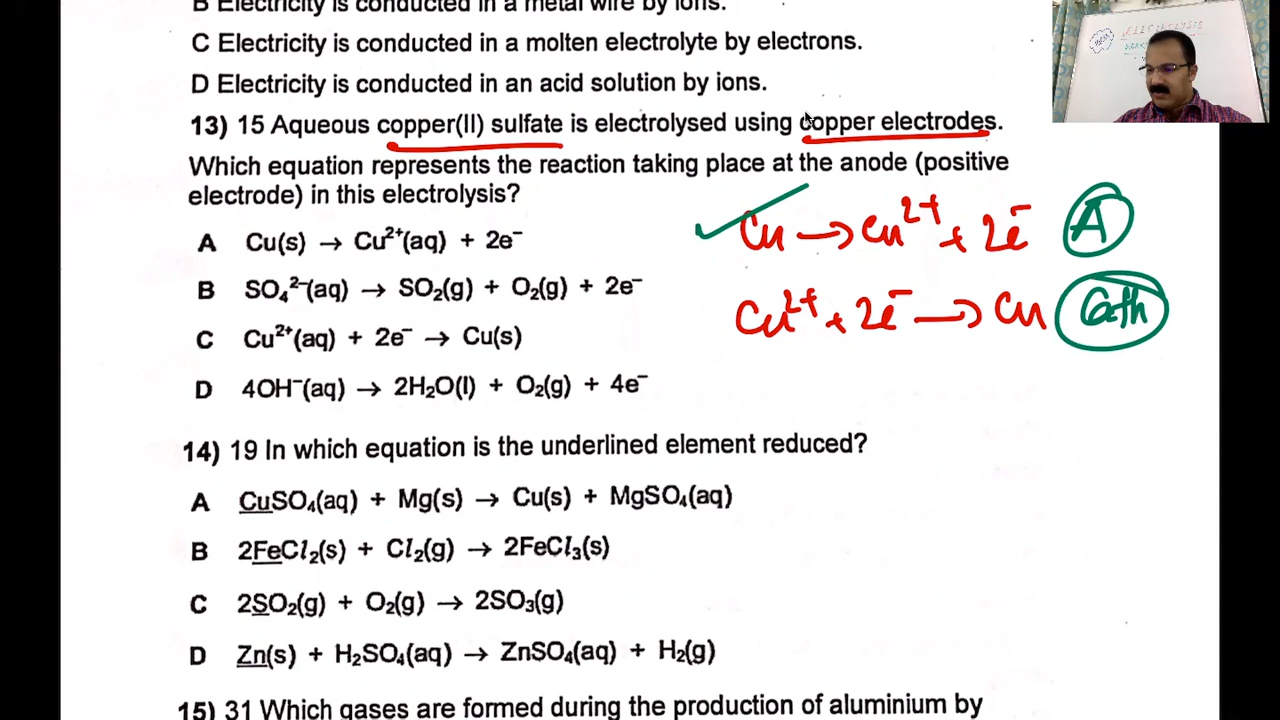 B Electricity is conducted in a metal wire by ions.
C Electricity is conducted in a molten electrolyte by electrons.
D Electricity is conducted in an acid solution by ions.
13) 15 Aqueous copper(II) sulfate is electrolysed using copper electrodes.
Which equation represents the reaction taking place at the anode (positive
electrode) in this electrolysis?
A Cu(s) → Cu²⁺(aq) + 2e⁻
B SO₄²⁻(aq) → SO₂(g) + O₂(g) + 2e⁻
C Cu²⁺(aq) + 2e⁻ → Cu(s)
D 4OH⁻(aq) → 2H₂O(l) + O₂(g) + 4e⁻
Cu → Cu²⁺ + 2e⁻ A
Cu²⁺ + 2e⁻ → Cu Cath
14) 19 In which equation is the underlined element reduced?
A CuSO₄(aq) + Mg(s) → Cu(s) + MgSO₄(aq)
B 2FeCl₂(s) + Cl₂(g) → 2FeCl₃(s)
C 2SO₂(g) + O₂(g) → 2SO₃(g)
D Zn(s) + H₂SO₄(aq) → ZnSO₄(aq) + H₂(g)
15) 31 Which gases are formed during the production of aluminium by